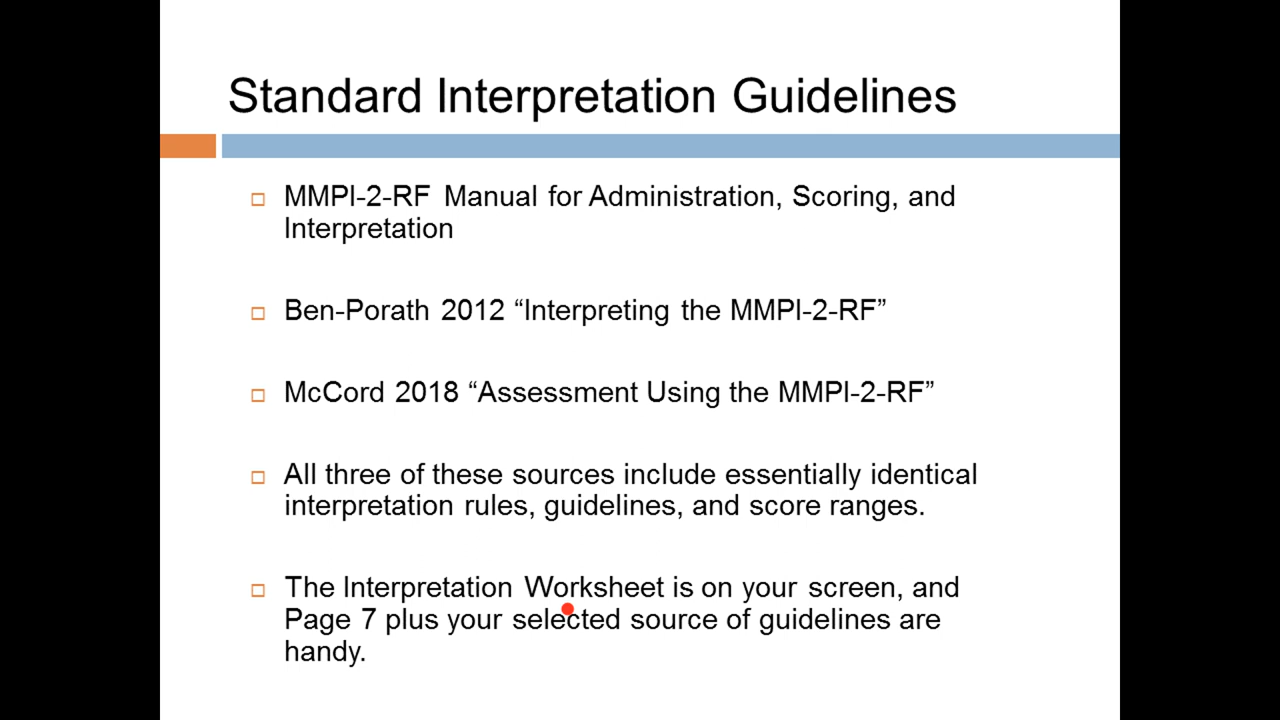 Standard Interpretation Guidelines
MMPI-2-RF Manual for Administration, Scoring, and
Interpretation
Ben-Porath 2012 “Interpreting the MMPI-2-RF”
McCord 2018 “Assessment Using the MMPI-2-RF”
All three of these sources include essentially identical
interpretation rules, guidelines, and score ranges.
The Interpretation Worksheet is on your screen, and
Page 7 plus your selected source of guidelines are
handy.